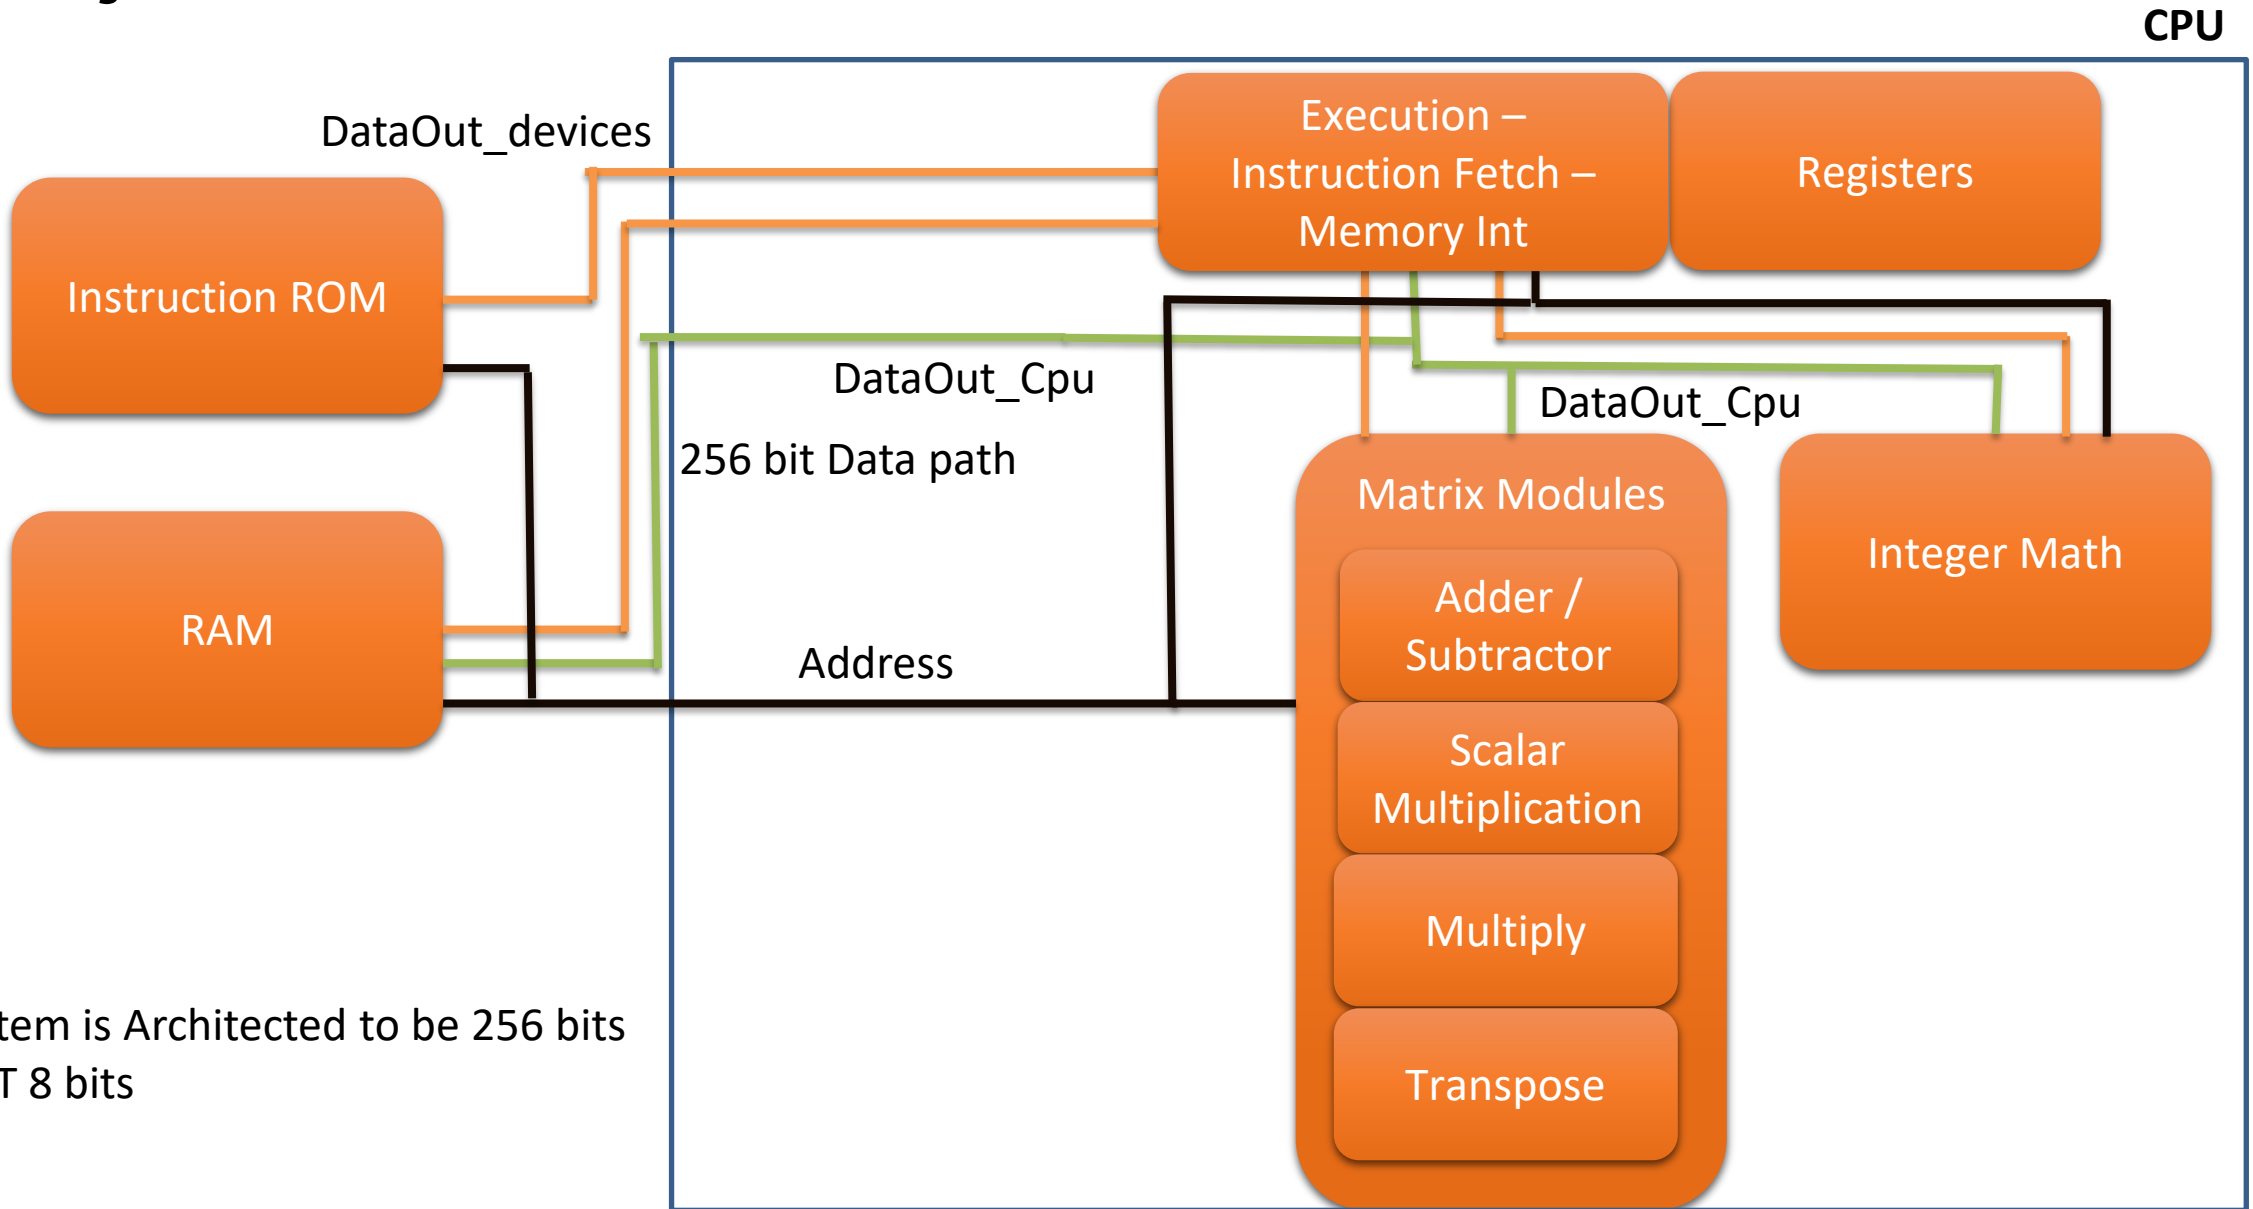 CPU
DataOut_devices
Execution –
Instruction Fetch –
Memory Int
Registers
Instruction ROM
DataOut_Cpu
DataOut_Cpu
256 bit Data path
Matrix Modules
Integer Math
Adder /
Subtractor
RAM
Address
Scalar
Multiplication
Multiply
Transpose
tem is Architected to be 256 bits
T 8 bits